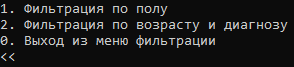 1. Фильтрация по полу
2. Фильтрация по возрасту и диагнозу
0. Выход из меню фильтрации
<<